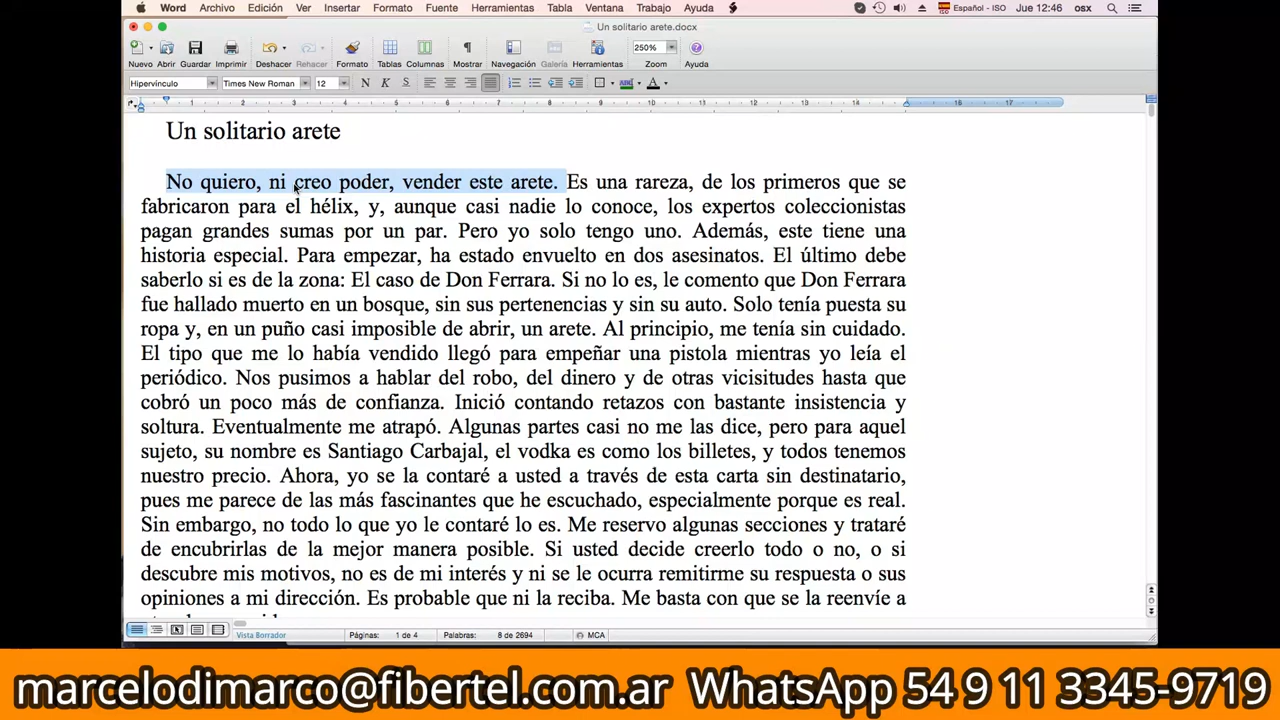 Word Archivo Edición Ver Insertar Formato Fuente Herramientas Tabla Ventana Trabajo Ayuda Español - ISO Jue 12:46 osx
Un solitario arete.docx
250%
Nuevo Abrir Guardar Imprimir Deshacer Rehacer Formato Tablas Columnas Mostrar Navegación Galería Herramientas Zoom Ayuda
Hipervínculo Times New Roman 12 N K S
1 2 3 4 5 6 7 8 9 10 11 12 13 14 16 17
Un solitario arete
No quiero, ni creo poder, vender este arete. Es una rareza, de los primeros que se
fabricaron para el hélix, y, aunque casi nadie lo conoce, los expertos coleccionistas
pagan grandes sumas por un par. Pero yo solo tengo uno. Además, este tiene una
historia especial. Para empezar, ha estado envuelto en dos asesinatos. El último debe
saberlo si es de la zona: El caso de Don Ferrara. Si no lo es, le comento que Don Ferrara
fue hallado muerto en un bosque, sin sus pertenencias y sin su auto. Solo tenía puesta su
ropa y, en un puño casi imposible de abrir, un arete. Al principio, me tenía sin cuidado.
El tipo que me lo había vendido llegó para empeñar una pistola mientras yo leía el
periódico. Nos pusimos a hablar del robo, del dinero y de otras vicisitudes hasta que
cobró un poco más de confianza. Inició contando retazos con bastante insistencia y
soltura. Eventualmente me atrapó. Algunas partes casi no me las dice, pero para aquel
sujeto, su nombre es Santiago Carbajal, el vodka es como los billetes, y todos tenemos
nuestro precio. Ahora, yo se la contaré a usted a través de esta carta sin destinatario,
pues me parece de las más fascinantes que he escuchado, especialmente porque es real.
Sin embargo, no todo lo que yo le contaré lo es. Me reservo algunas secciones y trataré
de encubrirlas de la mejor manera posible. Si usted decide creerlo todo o no, o si
descubre mis motivos, no es de mi interés y ni se le ocurra remitirme su respuesta o sus
opiniones a mi dirección. Es probable que ni la reciba. Me basta con que se la reenvíe a
Vista Borrador Páginas: 1 de 4 Palabras: 8 de 2694 MCA
marcelodimarco@fibertel.com.ar WhatsApp 54 9 11 3345-9719